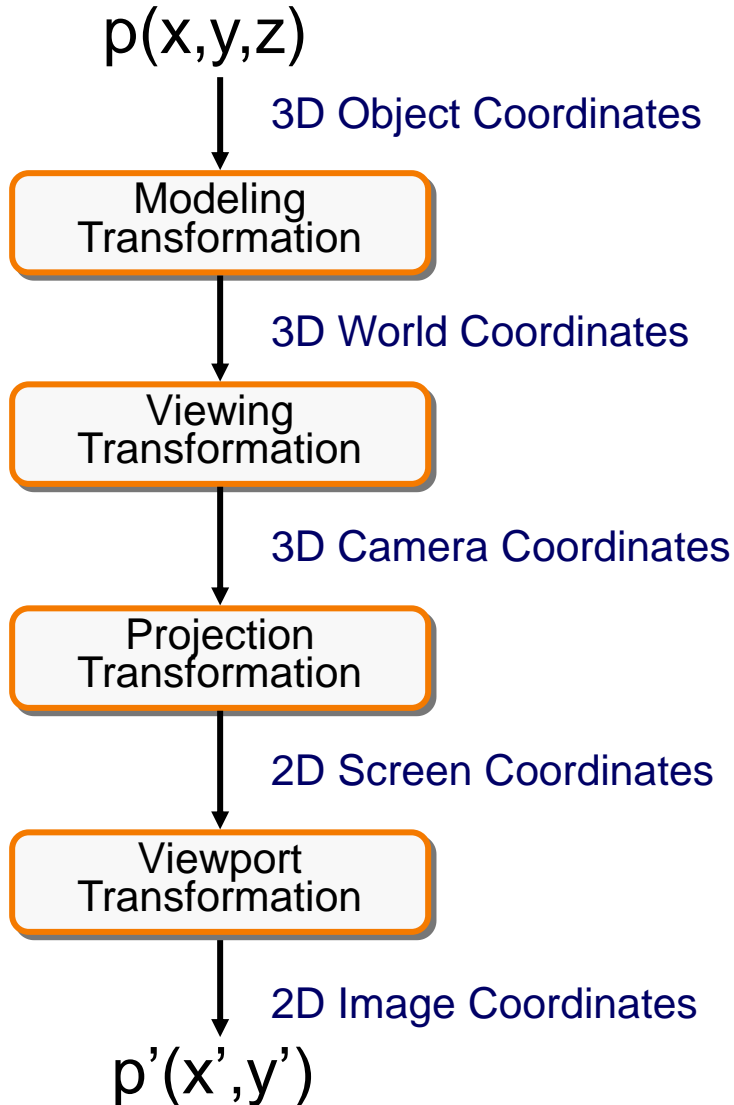 p(x,y,z)
3D Object Coordinates
Modeling
Transformation
3D World Coordinates
Viewing
Transformation
3D Camera Coordinates
Projection
Transformation
2D Screen Coordinates
Viewport
Transformation
2D Image Coordinates
p’(x’,y’)